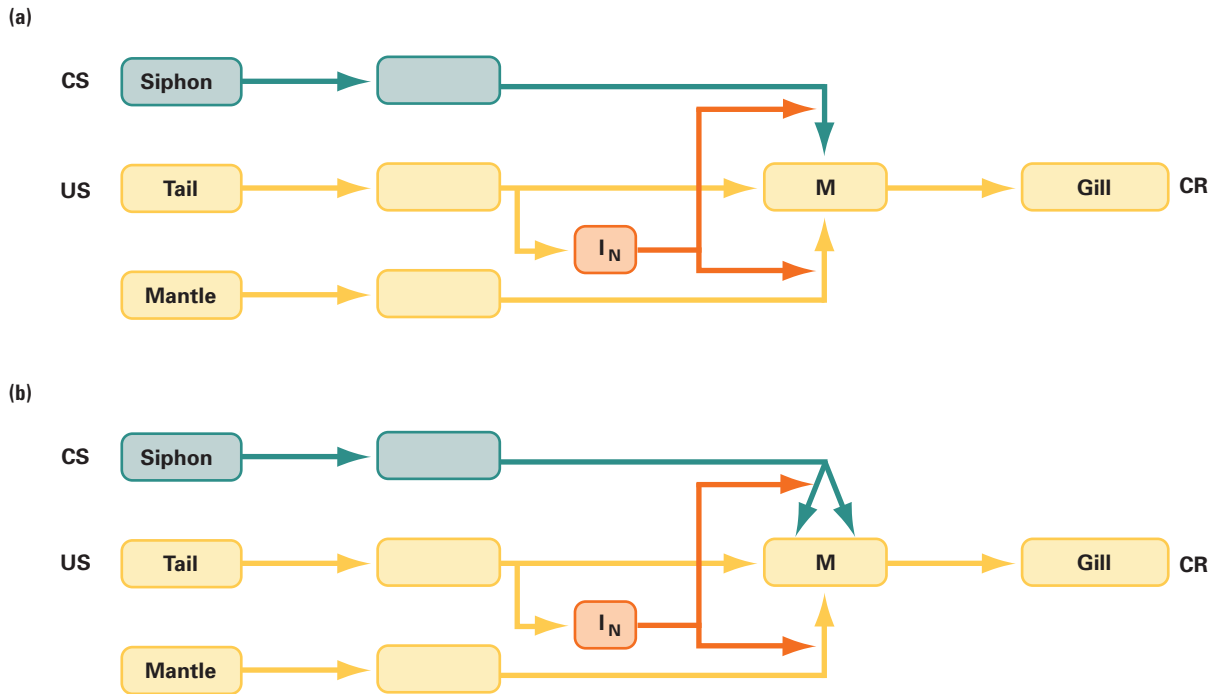 (a)
CS Siphon
US Tail M Gill CR
I_N
Mantle
(b)
CS Siphon
US Tail M Gill CR
I_N
Mantle